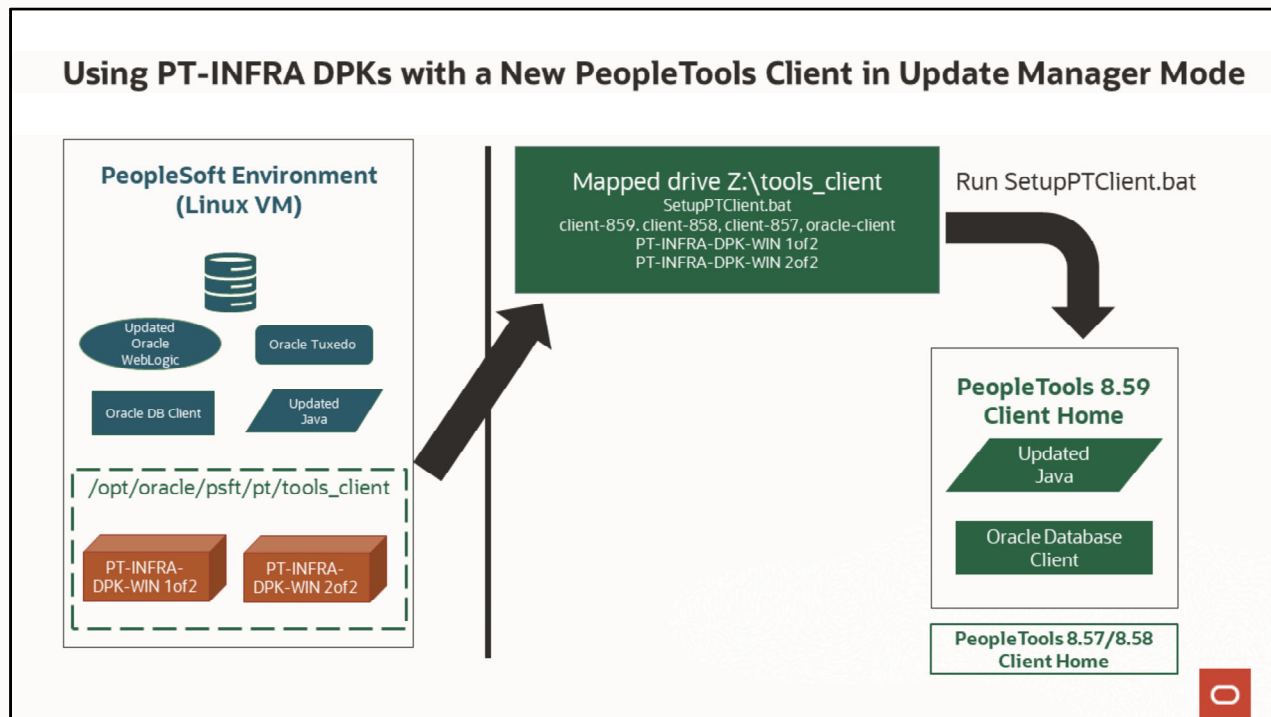 Using PT-INFRA DPKs with a New PeopleTools Client in Update Manager Mode
PeopleSoft Environment
(Linux VM)
Updated
Oracle
WebLogic
Oracle Tuxedo
Oracle DB Client
Updated
Java
/opt/oracle/psft/pt/tools_client
PT-INFRA-
DPK-WIN 1of2
PT-INFRA-
DPK-WIN 2of2
Mapped drive Z:\tools_client
SetupPTClient.bat
client-859. client-858, client-857, oracle-client
PT-INFRA-DPK-WIN 1of2
PT-INFRA-DPK-WIN 2of2
Run SetupPTClient.bat
PeopleTools 8.59
Client Home
Updated
Java
Oracle Database
Client
PeopleTools 8.57/8.58
Client Home